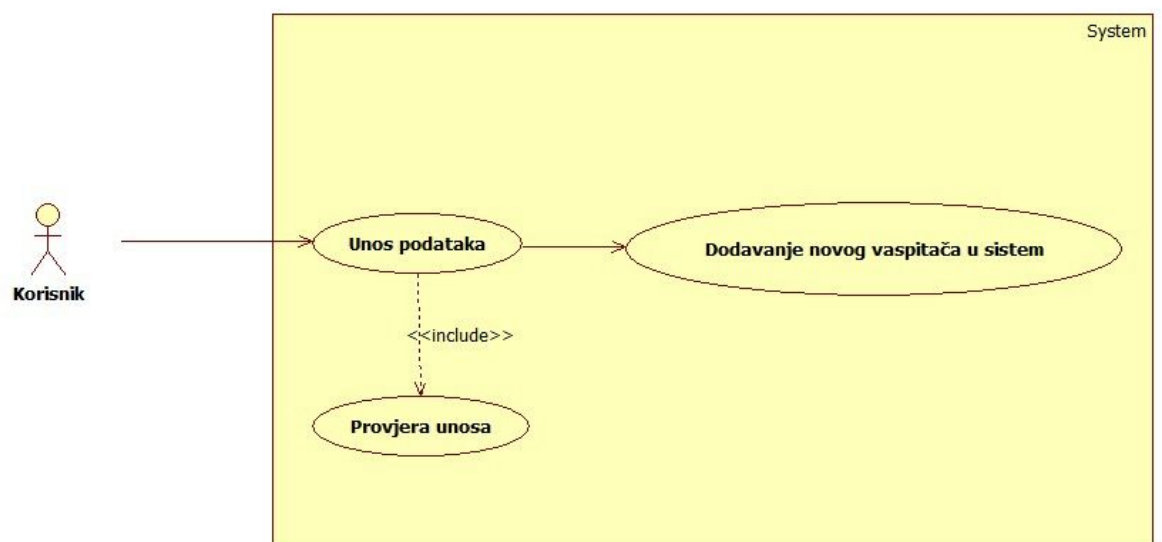 System
Unos podataka
Dodavanje novog vaspitača u sistem
Korisnik
<<include>>
Provjera unosa